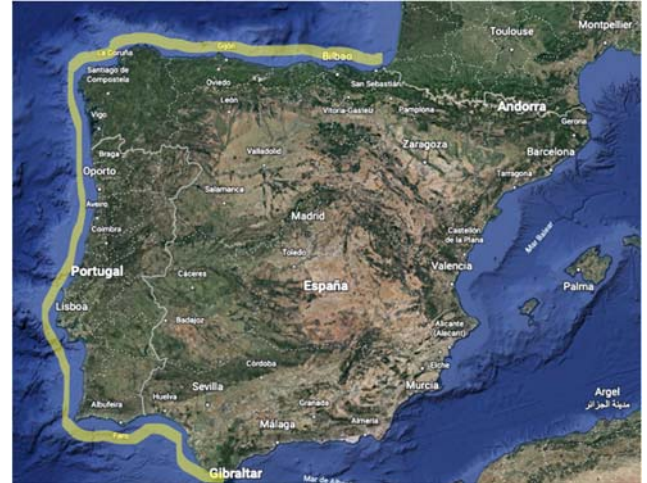 Toulouse
Montpellier
La Coruña
Gijón
Bilbao
Santiago de
Compostela
Oviedo
San Sebastián
León
Vitoria-Gasteiz
Pamplona
Andorra
Vigo
Gerona
Braga
Valladolid
Zaragoza
Barcelona
Oporto
Tarragona
Salamanca
Aveiro
Madrid
Coimbra
Castellón
de la Plana
Mar Balear
Toledo
Portugal
Cáceres
Valencia
España
Palma
Lisboa
Badajoz
Alicante
(Alacant)
Córdoba
Elche
Sevilla
Murcia
Huelva
Albufeira
Granada
Argel
مدينة الجزائر
Faro
Málaga
Almería
Gibraltar
Mar de